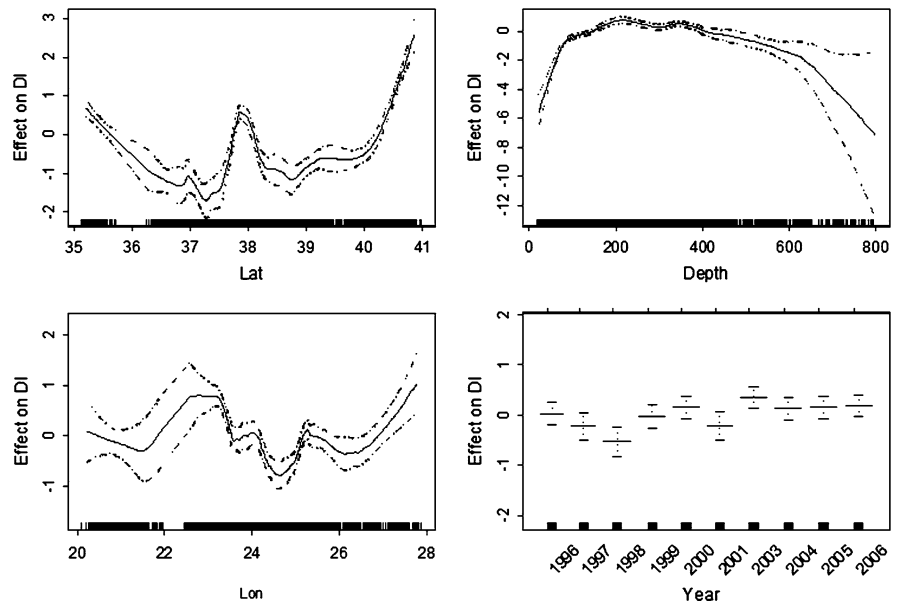 Effect on DI
3
2
1
0
-1
-2
35 36 37 38 39 40 41
Lat
Effect on DI
0
-2
-4
-6
-8
-12
0 200 400 600 800
Depth
Effect on DI
2
1
0
-1
20 22 24 26 28
Lon
Effect on DI
2
1
0
1
-2
1996 1997 1998 1999 2000 2001 2003 2004 2005 2006
Year